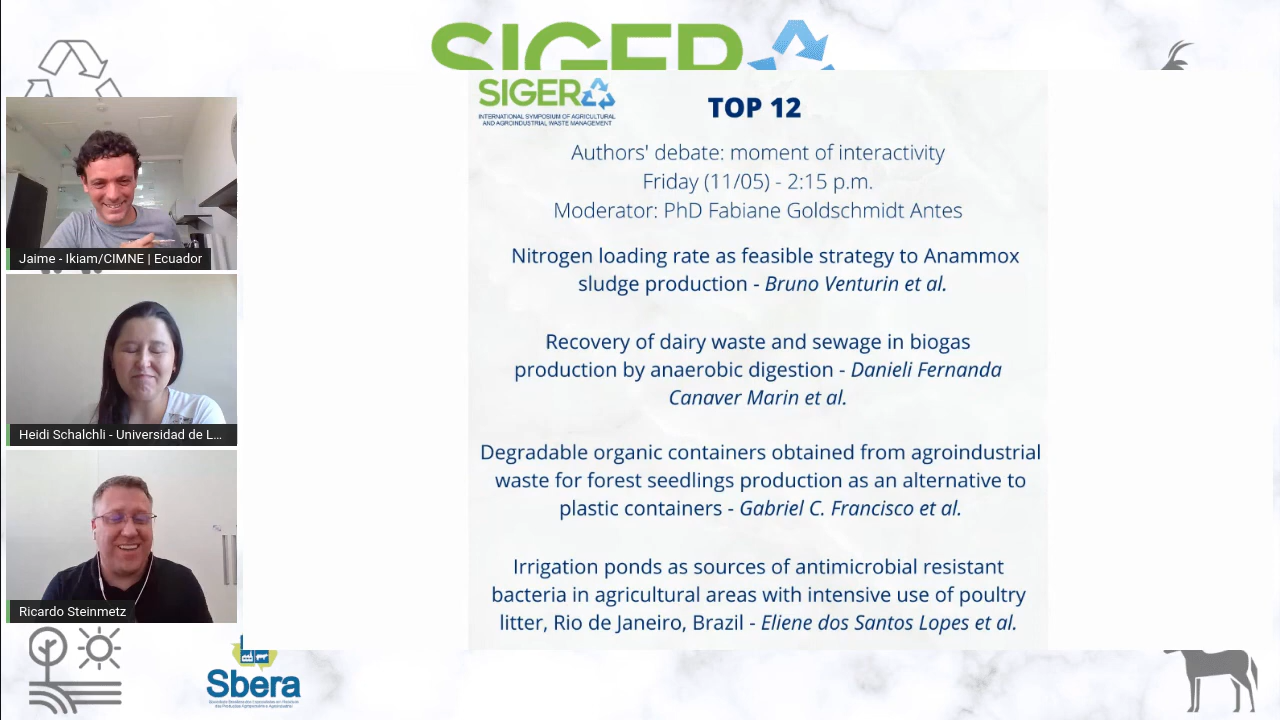 SIGER
SIGER
INTERNATIONAL SYMPOSIUM OF AGRICULTURAL
AND AGROINDUSTRIAL WASTE MANAGEMENT
TOP 12
Authors' debate: moment of interactivity
Friday (11/05) - 2:15 p.m.
Moderator: PhD Fabiane Goldschmidt Antes
Nitrogen loading rate as feasible strategy to Anammox
sludge production - Bruno Venturin et al.
Recovery of dairy waste and sewage in biogas
production by anaerobic digestion - Danieli Fernanda
Canaver Marin et al.
Degradable organic containers obtained from agroindustrial
waste for forest seedlings production as an alternative to
plastic containers - Gabriel C. Francisco et al.
Irrigation ponds as sources of antimicrobial resistant
bacteria in agricultural areas with intensive use of poultry
litter, Rio de Janeiro, Brazil - Eliene dos Santos Lopes et al.
Jaime - Ikiam/CIMNE | Ecuador
Heidi Schalchli - Universidad de L...
Ricardo Steinmetz
Sbera